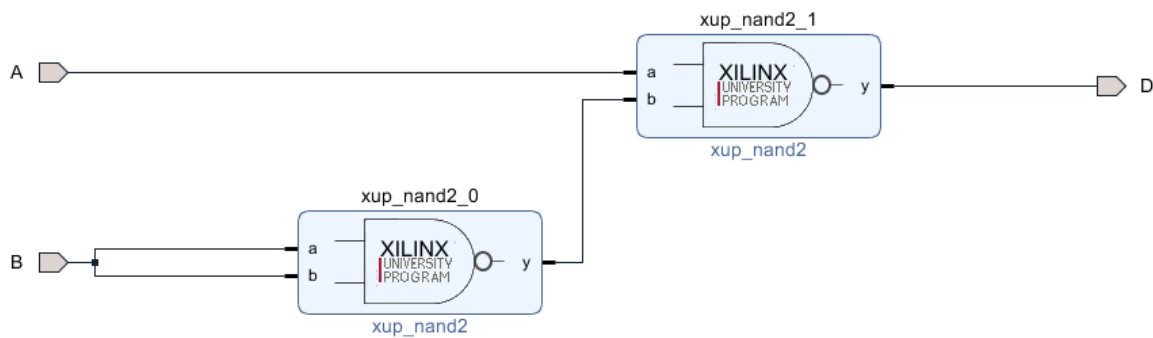 xup_nand2_1
A
a
XILINX
UNIVERSITY
PROGRAM
b
y
D
xup_nand2
xup_nand2_0
B
a
XILINX
UNIVERSITY
PROGRAM
b
y
xup_nand2